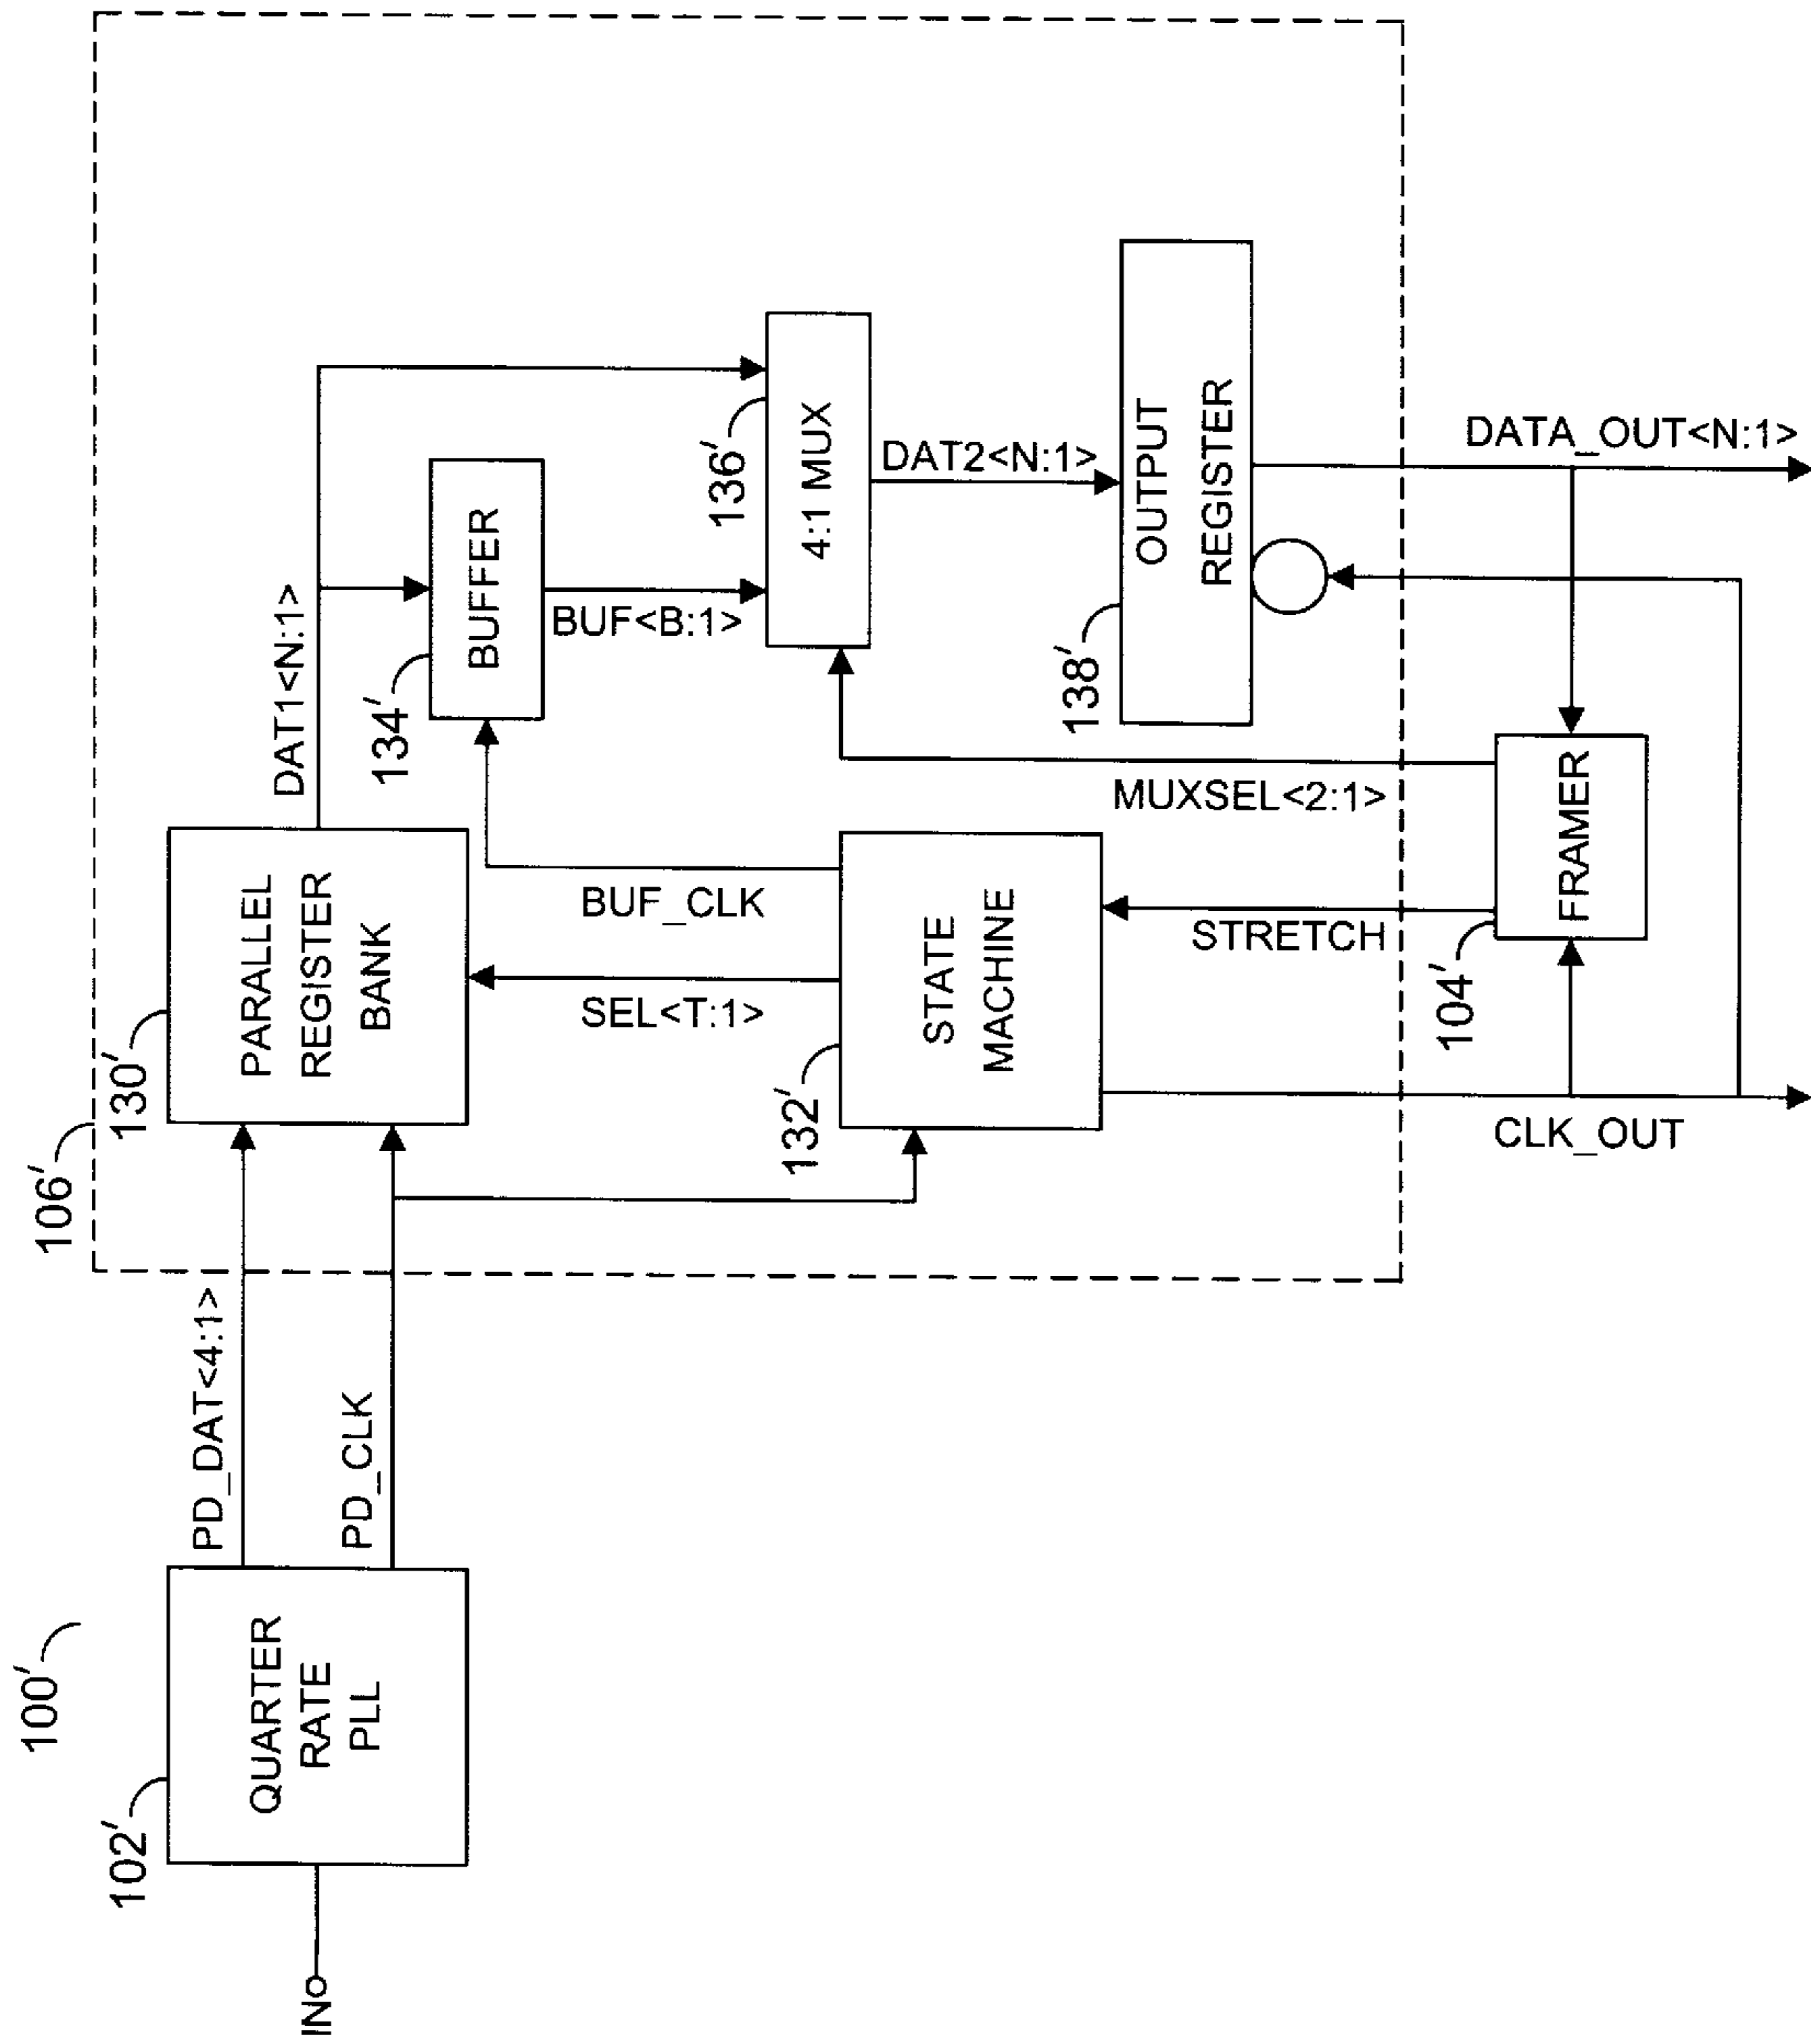 100′
102′
QUARTER
RATE
PLL
IN
PD_DAT<4:1>
PD_CLK
106′
130′
PARALLEL
REGISTER
BANK
DAT1<N:1>
134′
BUFFER
BUF_CLK
BUF<B:1>
SEL<T:1>
136′
4:1 MUX
132′
STATE
MACHINE
DAT2<N:1>
138′
OUTPUT
REGISTER
MUXSEL<2:1>
STRETCH
104′
FRAMER
DATA_OUT<N:1>
CLK_OUT